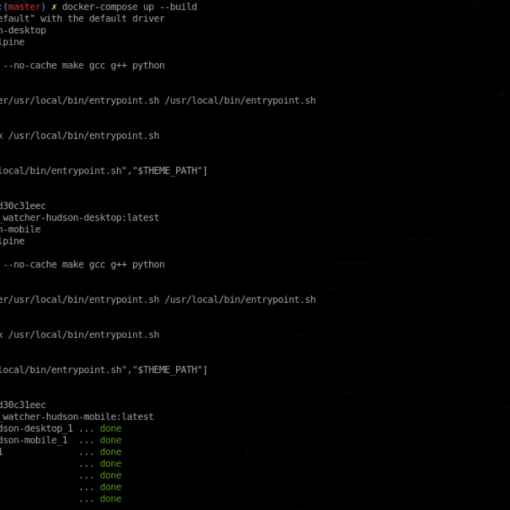 :(master) ✗ docker-compose up --build
efault" with the default driver
n-desktop
lpine
--no-cache make gcc g++ python
er/usr/local/bin/entrypoint.sh /usr/local/bin/entrypoint.sh
x /usr/local/bin/entrypoint.sh
local/bin/entrypoint.sh","$THEME_PATH"]
d30c31eec
_watcher-hudson-desktop:latest
n-mobile
lpine
--no-cache make gcc g++ python
er/usr/local/bin/entrypoint.sh /usr/local/bin/entrypoint.sh
x /usr/local/bin/entrypoint.sh
local/bin/entrypoint.sh","$THEME_PATH"]
d30c31eec
_watcher-hudson-mobile:latest
dson-desktop_1 ... done
dson-mobile_1 ... done
1 ... done
... done
... done
... done
... done